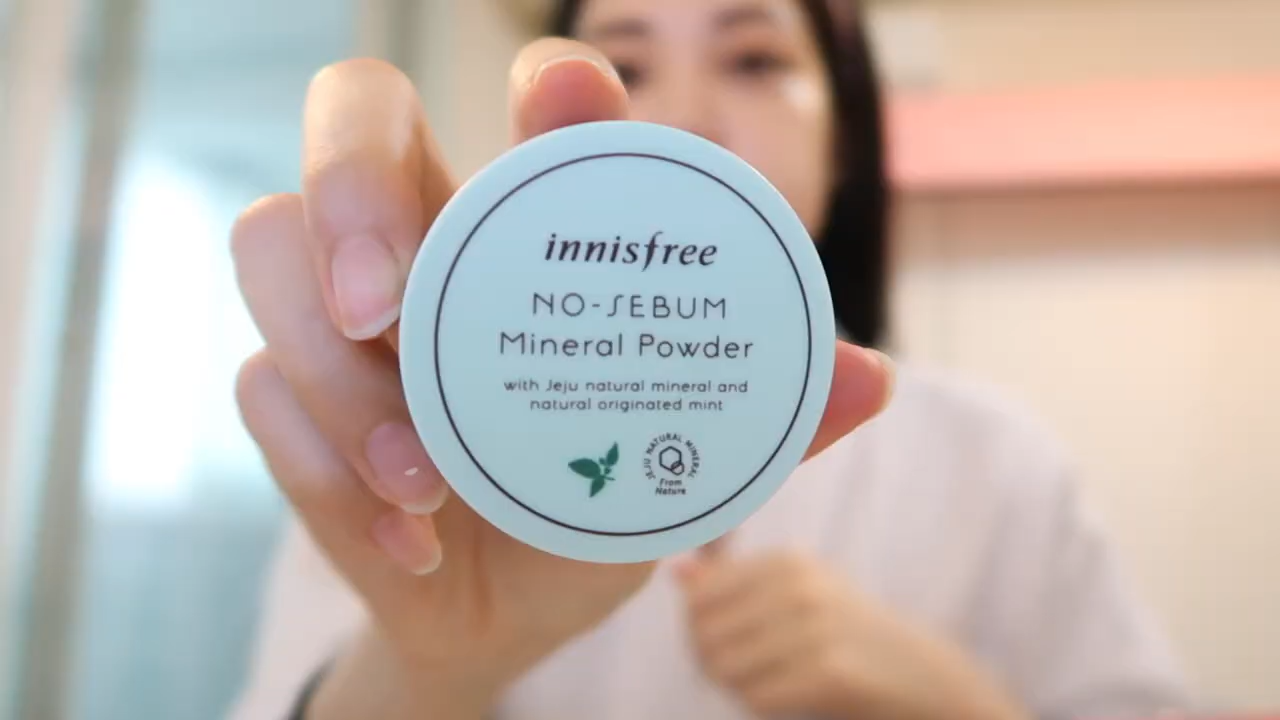 innisfree
NO-SEBUM
Mineral Powder
with Jeju natural mineral and
natural originated mint
JEJU NATURAL MINERAL
From
Nature